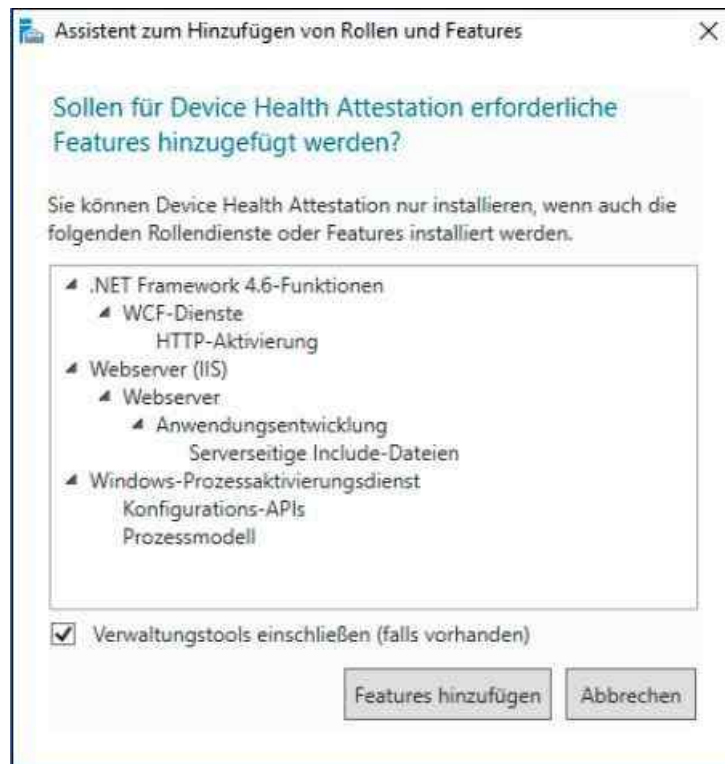 Assistent zum Hinzufügen von Rollen und Features
Sollen für Device Health Attestation erforderliche
Features hinzugefügt werden?
Sie können Device Health Attestation nur installieren, wenn auch die
folgenden Rollendienste oder Features installiert werden.
.NET Framework 4.6-Funktionen
WCF-Dienste
HTTP-Aktivierung
Webserver (IIS)
Webserver
Anwendungsentwicklung
Serverseitige Include-Dateien
Windows-Prozessaktivierungsdienst
Konfigurations-APIs
Prozessmodell
Verwaltungstools einschließen (falls vorhanden)
Features hinzufügen
Abbrechen